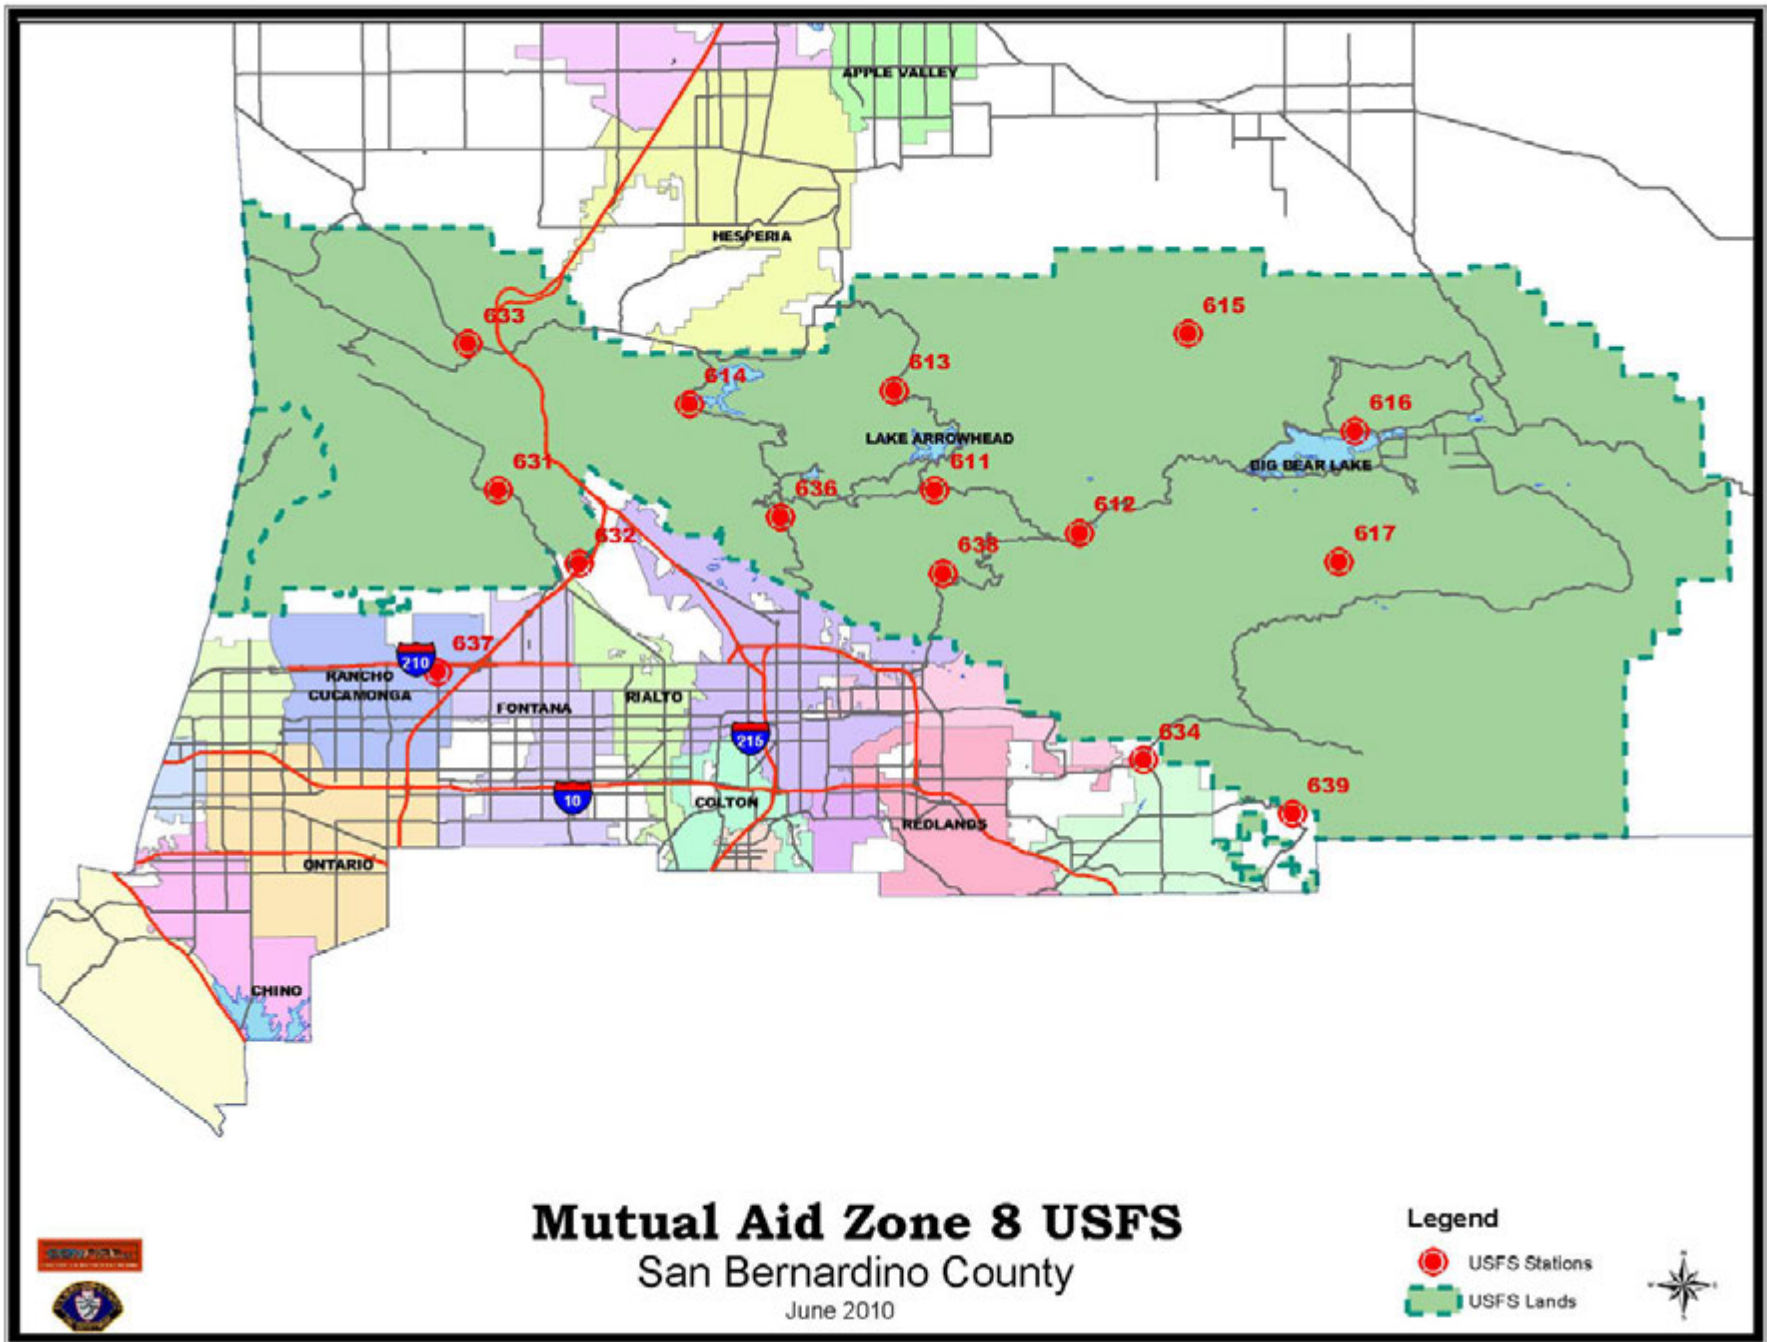 APPLE VALLEY
HESPERIA
633
615
614
613
616
LAKE ARROWHEAD
BIG BEAR LAKE
631
611
636
612
632
638
617
637
210
RANCHO
CUCAMONGA
FONTANA
RIALTO
215
634
10
COLTON
REDLANDS
639
ONTARIO
CHINO
Mutual Aid Zone 8 USFS
San Bernardino County
June 2010
Legend
USFS Stations
USFS Lands